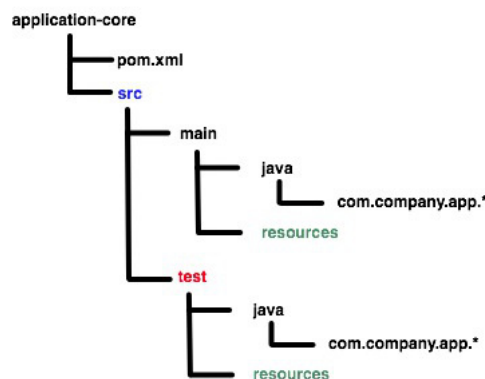 application-core
pom.xml
src
main
java
com.company.app.*
resources
test
java
com.company.app.*
resources